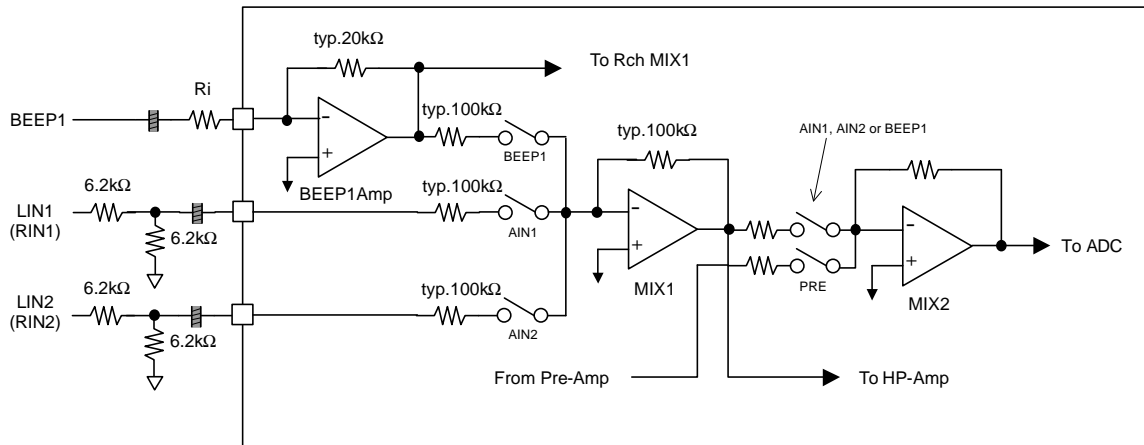 typ.20kΩ
To Rch MIX1
Ri
BEEP1
-
+
typ.100kΩ
BEEP1
BEEP1Amp
typ.100kΩ
AIN1, AIN2 or BEEP1
6.2kΩ
LIN1
(RIN1)
6.2kΩ
typ.100kΩ
AIN1
-
+
MIX1
PRE
-
+
MIX2
To ADC
6.2kΩ
LIN2
(RIN2)
6.2kΩ
typ.100kΩ
AIN2
From Pre-Amp
To HP-Amp